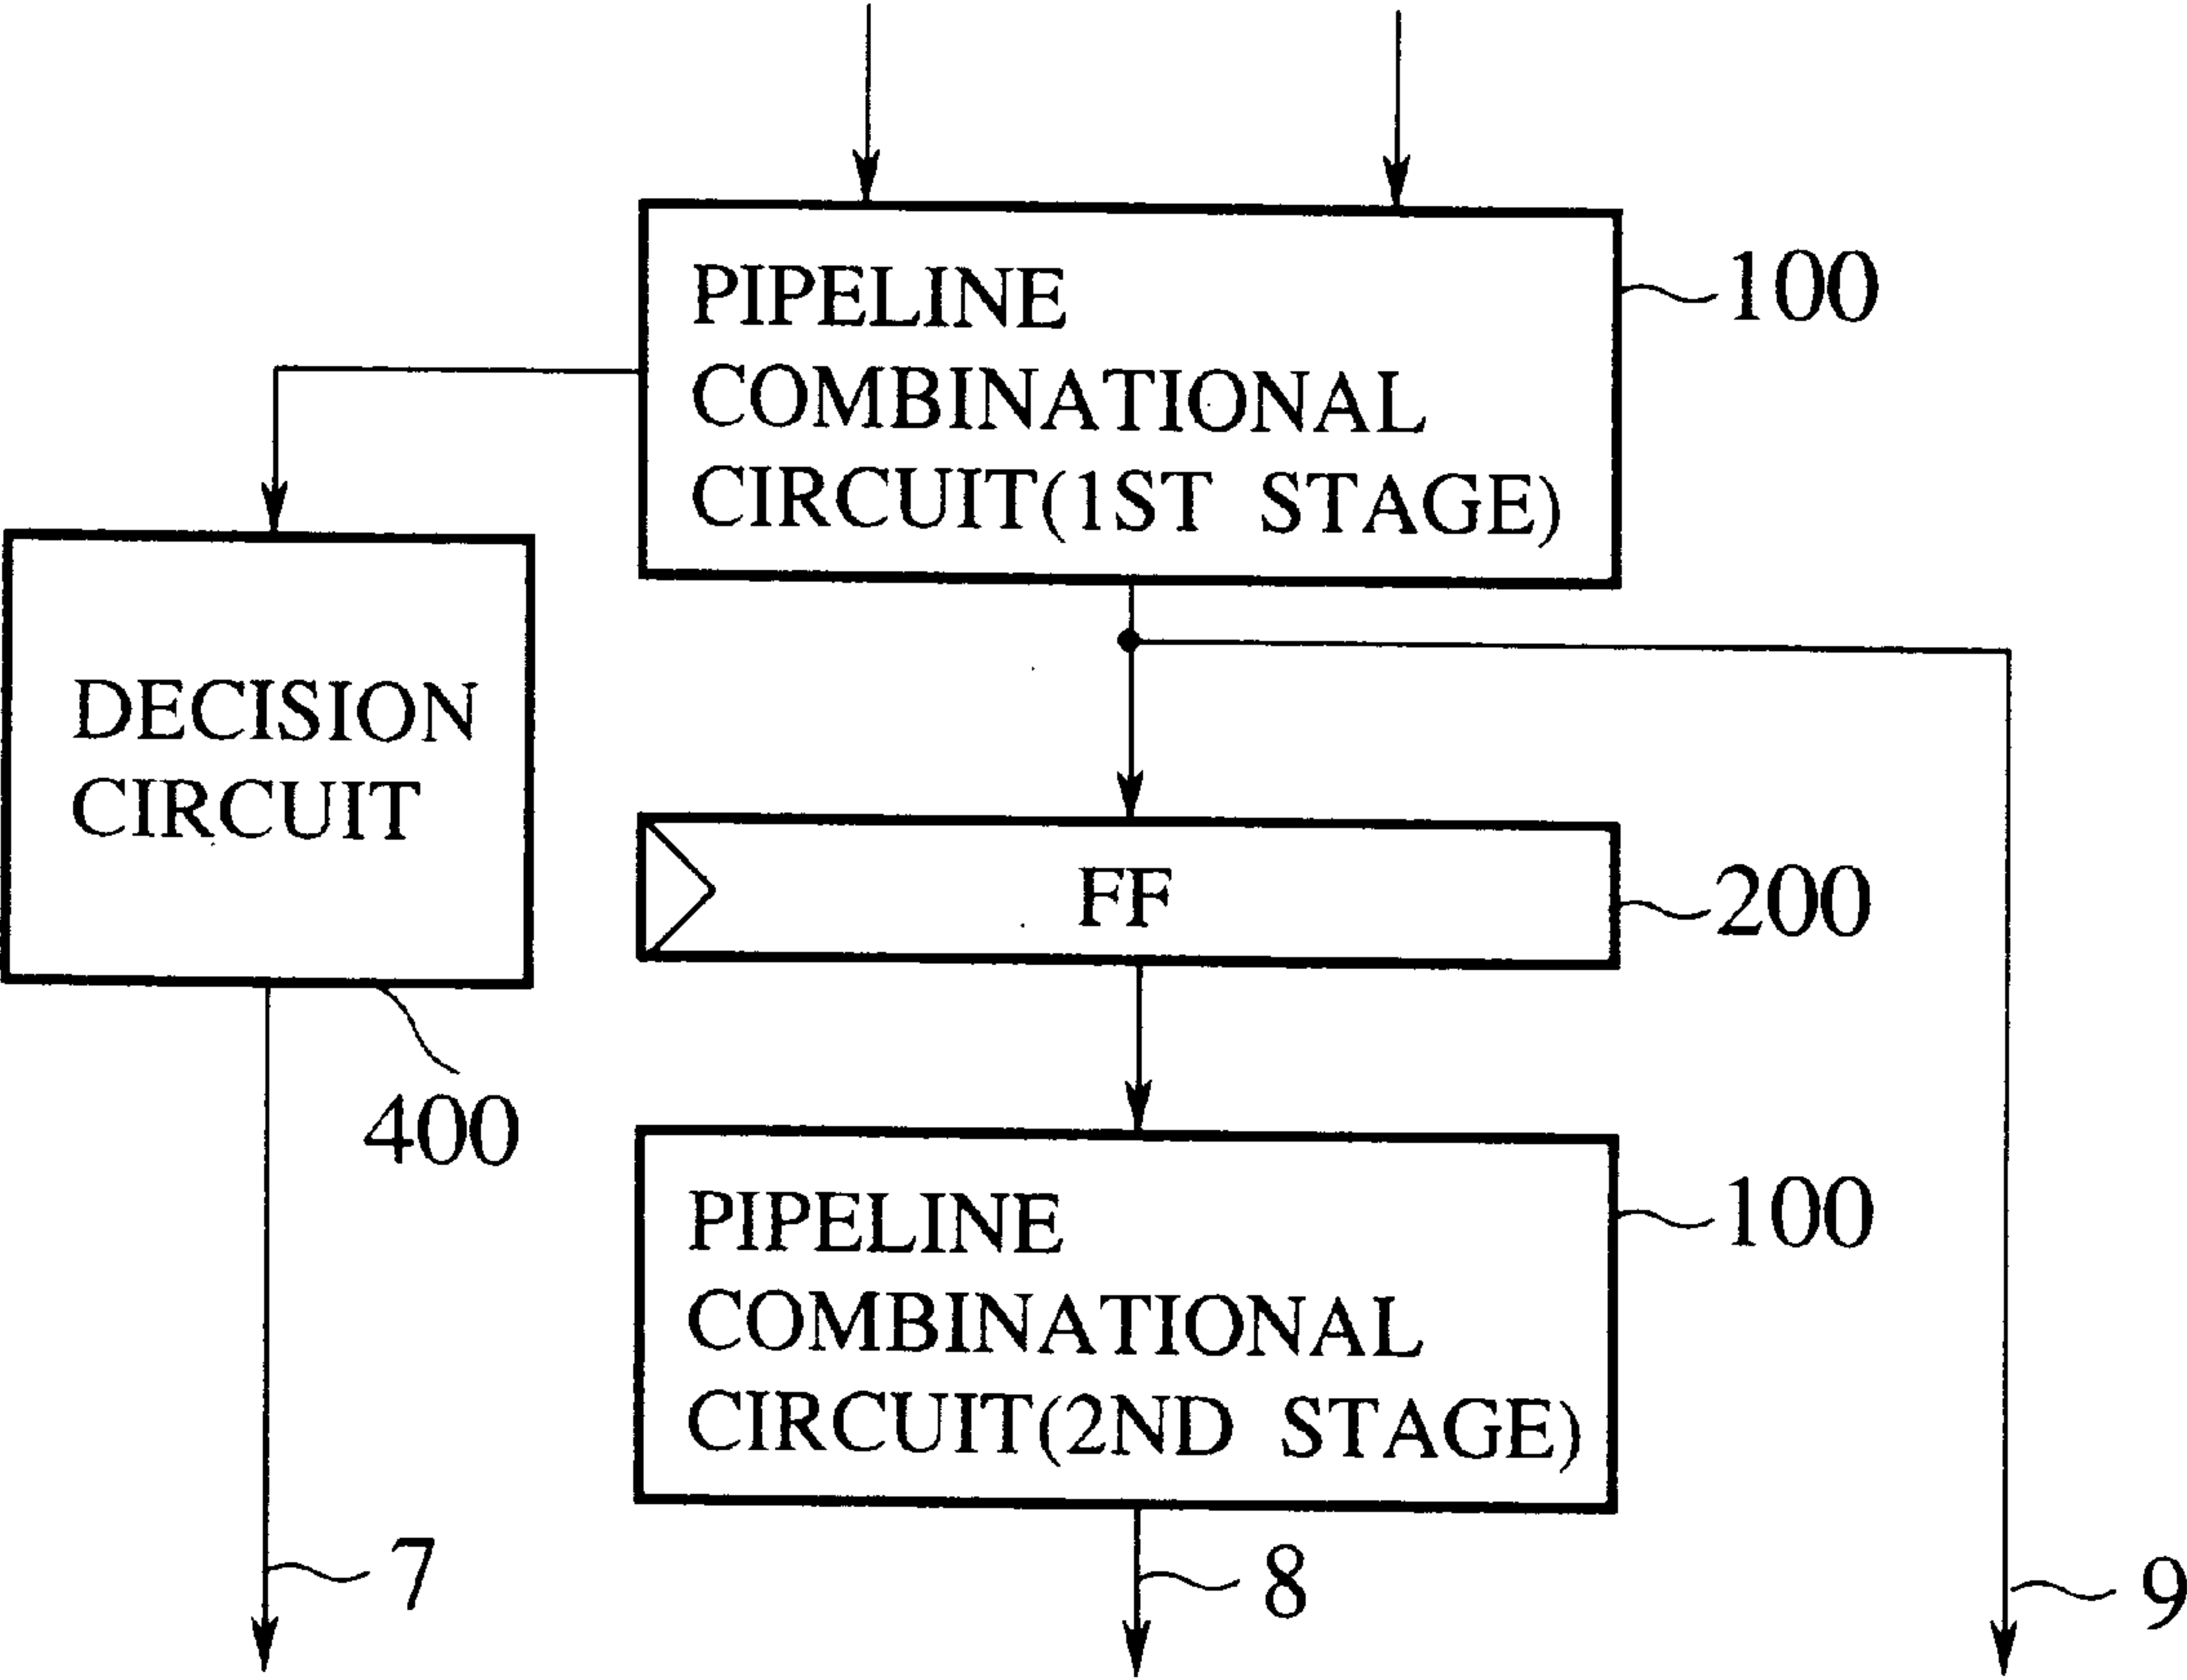 PIPELINE
COMBINATIONAL
CIRCUIT(1ST STAGE)
100
DECISION
CIRCUIT
400
FF
200
PIPELINE
COMBINATIONAL
CIRCUIT(2ND STAGE)
100
7
8
9